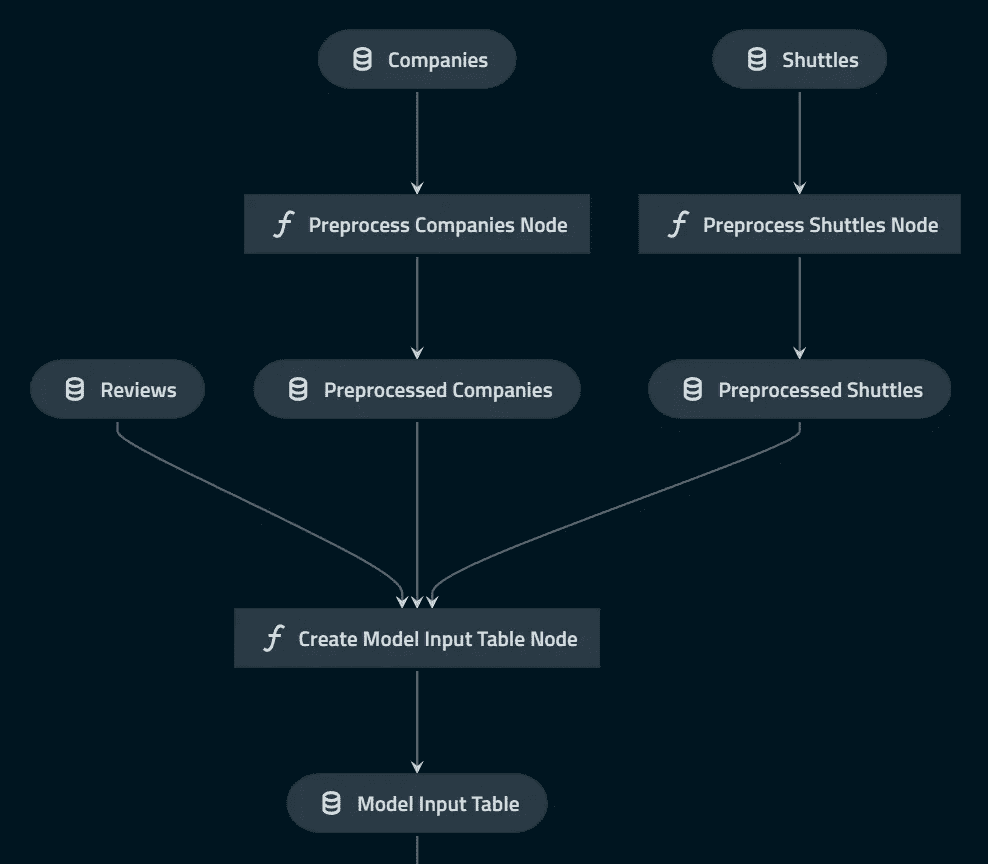 Companies
Shuttles
Preprocess Companies Node
Preprocess Shuttles Node
Reviews
Preprocessed Companies
Preprocessed Shuttles
Create Model Input Table Node
Model Input Table